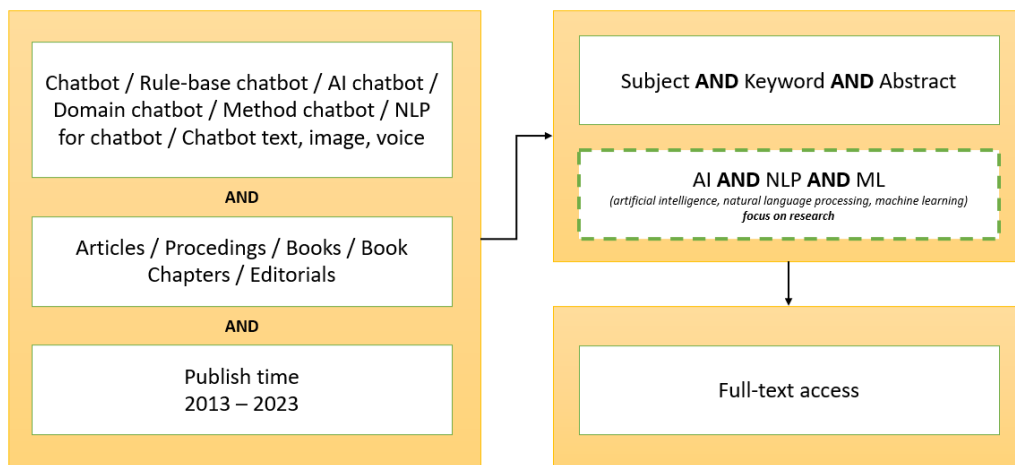 Chatbot / Rule-base chatbot / AI chatbot /
Domain chatbot / Method chatbot / NLP
for chatbot / Chatbot text, image, voice
AND
Articles / Procedings / Books / Book
Chapters / Editorials
AND
Publish time
2013 – 2023
Subject AND Keyword AND Abstract
AI AND NLP AND ML
(artificial intelligence, natural language processing, machine learning)
focus on research
Full-text access